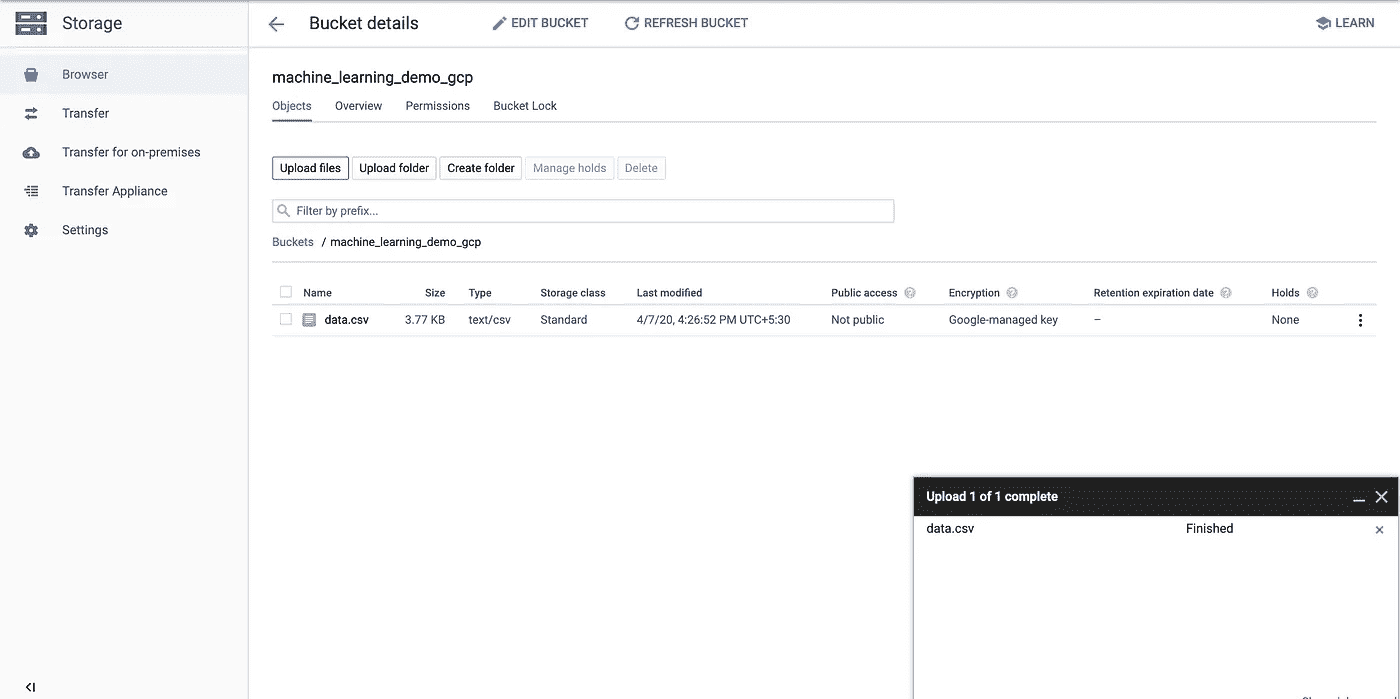 Storage
Bucket details
EDIT BUCKET
REFRESH BUCKET
LEARN
Browser
Transfer
Transfer for on-premises
Transfer Appliance
Settings
machine_learning_demo_gcp
Objects Overview Permissions Bucket Lock
Upload files Upload folder Create folder Manage holds Delete
Filter by prefix...
Buckets / machine_learning_demo_gcp
Name Size Type Storage class Last modified Public access Encryption Retention expiration date Holds
data.csv 3.77 KB text/csv Standard 4/7/20, 4:26:52 PM UTC+5:30 Not public Google-managed key – None
Upload 1 of 1 complete
data.csv Finished